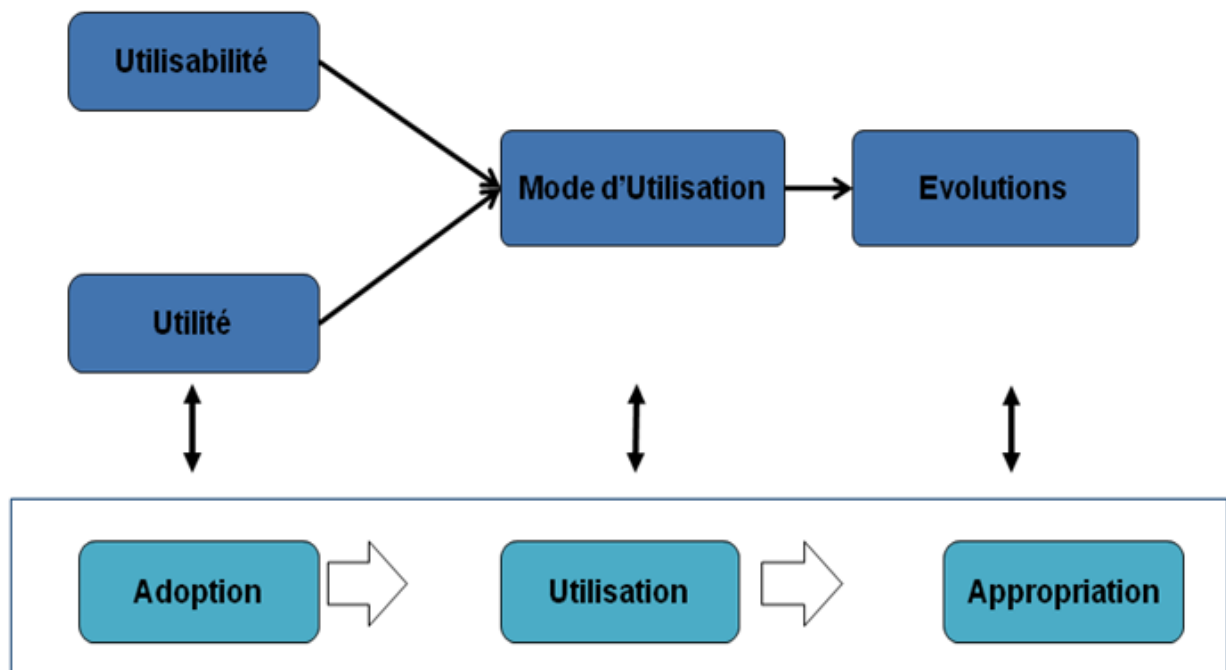 Utilisabilité
Mode d'Utilisation
Evolutions
Utilité
Adoption
Utilisation
Appropriation